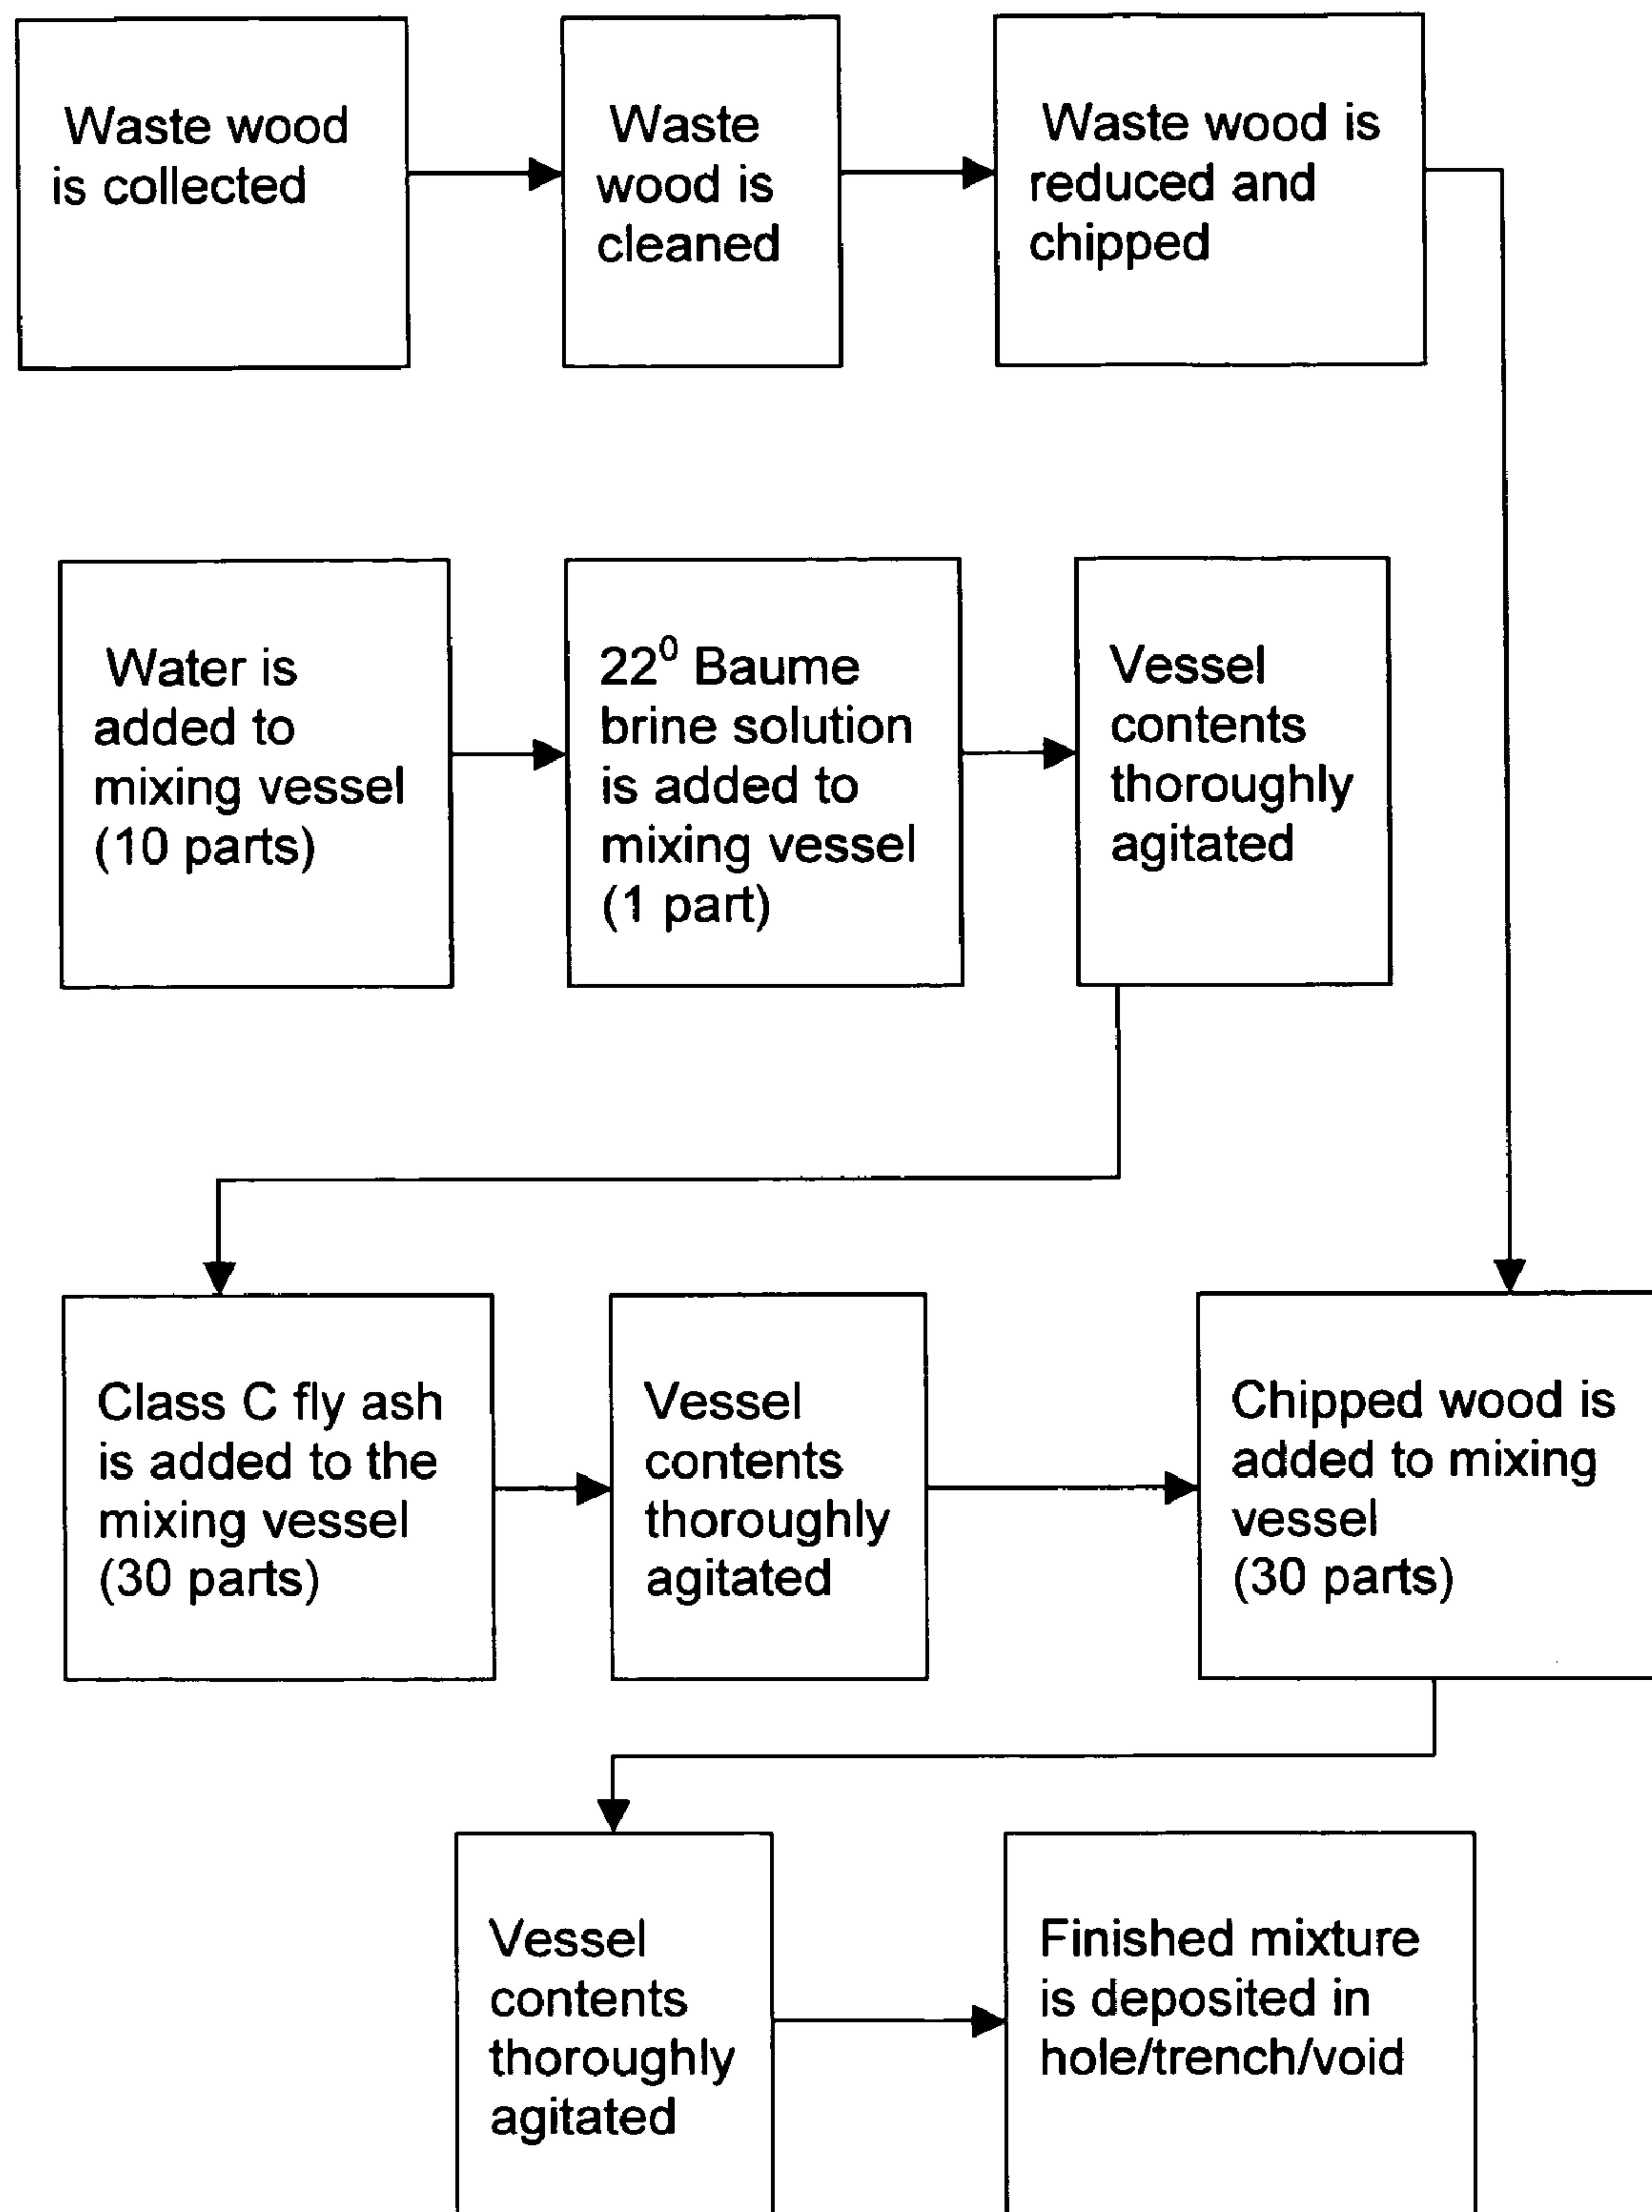 Waste wood
is collected
Waste
wood is
cleaned
Waste wood is
reduced and
chipped
Water is
added to
mixing vessel
(10 parts)
22⁰ Baume
brine solution
is added to
mixing vessel
(1 part)
Vessel
contents
thoroughly
agitated
Class C fly ash
is added to the
mixing vessel
(30 parts)
Vessel
contents
thoroughly
agitated
Chipped wood is
added to mixing
vessel
(30 parts)
Vessel
contents
thoroughly
agitated
Finished mixture
is deposited in
hole/trench/void